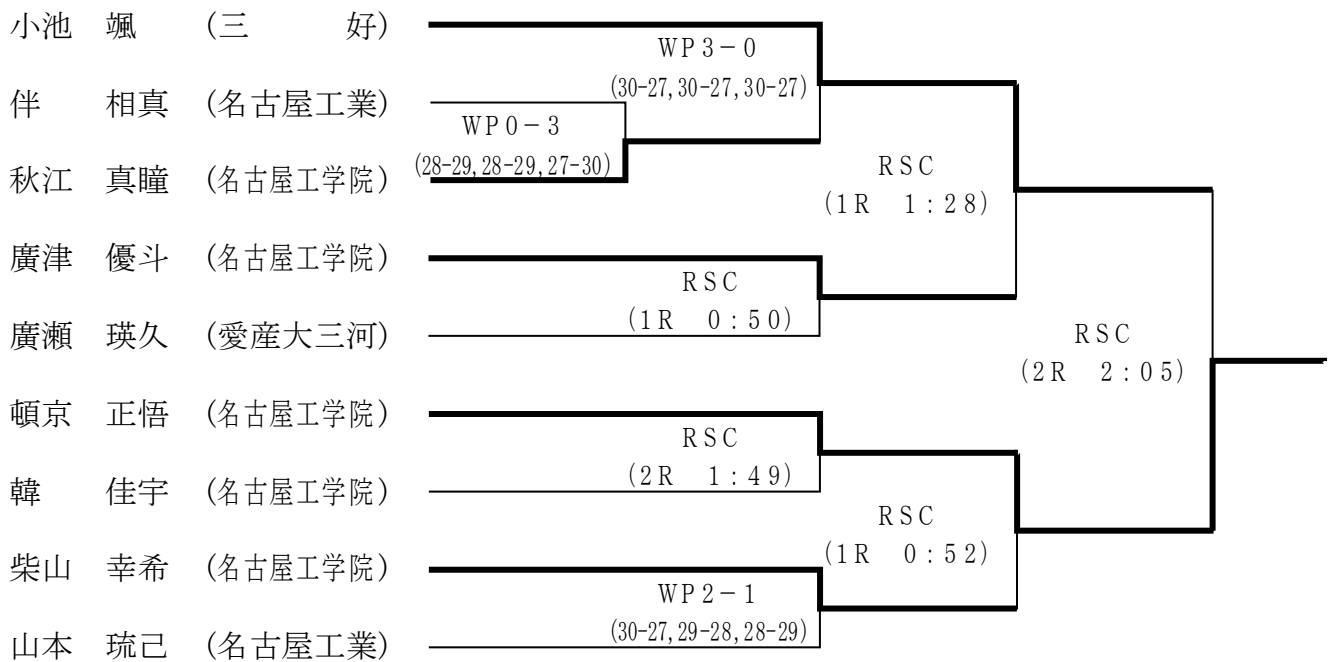 小池 颯 (三 好)
WP3-0
(30-27,30-27,30-27)
伴 相真 (名古屋工業)
WP0-3
(28-29,28-29,27-30)
秋江 真瞳 (名古屋工学院)
RSC
(1R 1:28)
廣津 優斗 (名古屋工学院)
RSC
(1R 0:50)
廣瀬 瑛久 (愛産大三河)
RSC
(2R 2:05)
頓京 正悟 (名古屋工学院)
RSC
(2R 1:49)
韓 佳宇 (名古屋工学院)
RSC
(1R 0:52)
柴山 幸希 (名古屋工学院)
WP2-1
(30-27,29-28,28-29)
山本 琉己 (名古屋工業)